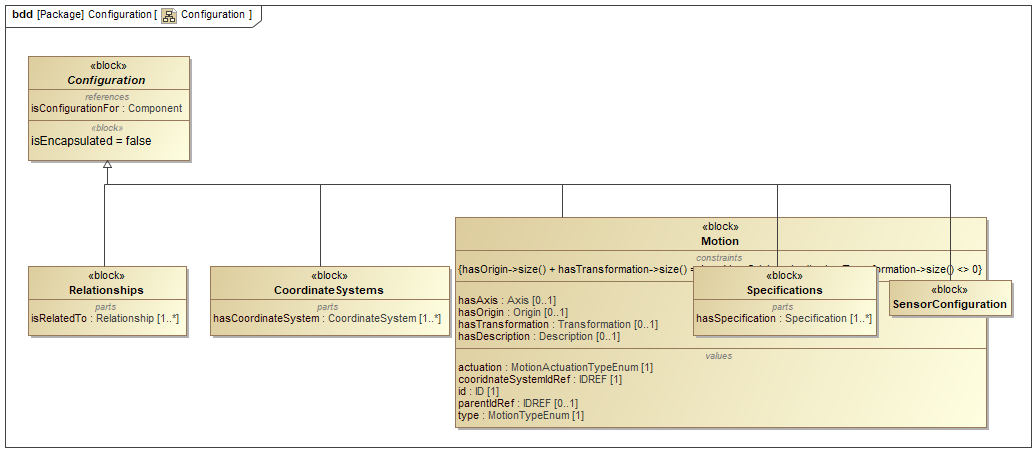 bdd [Package] Configuration [ Configuration ]
«block»
Configuration
references
isConfigurationFor : Component
«block»
isEncapsulated = false
«block»
Relationships
parts
isRelatedTo : Relationship [1..*]
«block»
CoordinateSystems
parts
hasCoordinateSystem : CoordinateSystem [1..*]
«block»
Motion
constraints
{hasOrigin->size() + hasTransformation->size() = formation->size() <> 0}
hasAxis : Axis [0..1]
hasOrigin : Origin [0..1]
hasTransformation : Transformation [0..1]
hasDescription : Description [0..1]
values
actuation : MotionActuationTypeEnum [1]
cooridnateSystemIdRef : IDREF [1]
id : ID [1]
parentIdRef : IDREF [0..1]
type : MotionTypeEnum [1]
«block»
Specifications
parts
hasSpecification : Specification [1..*]
«block»
SensorConfiguration